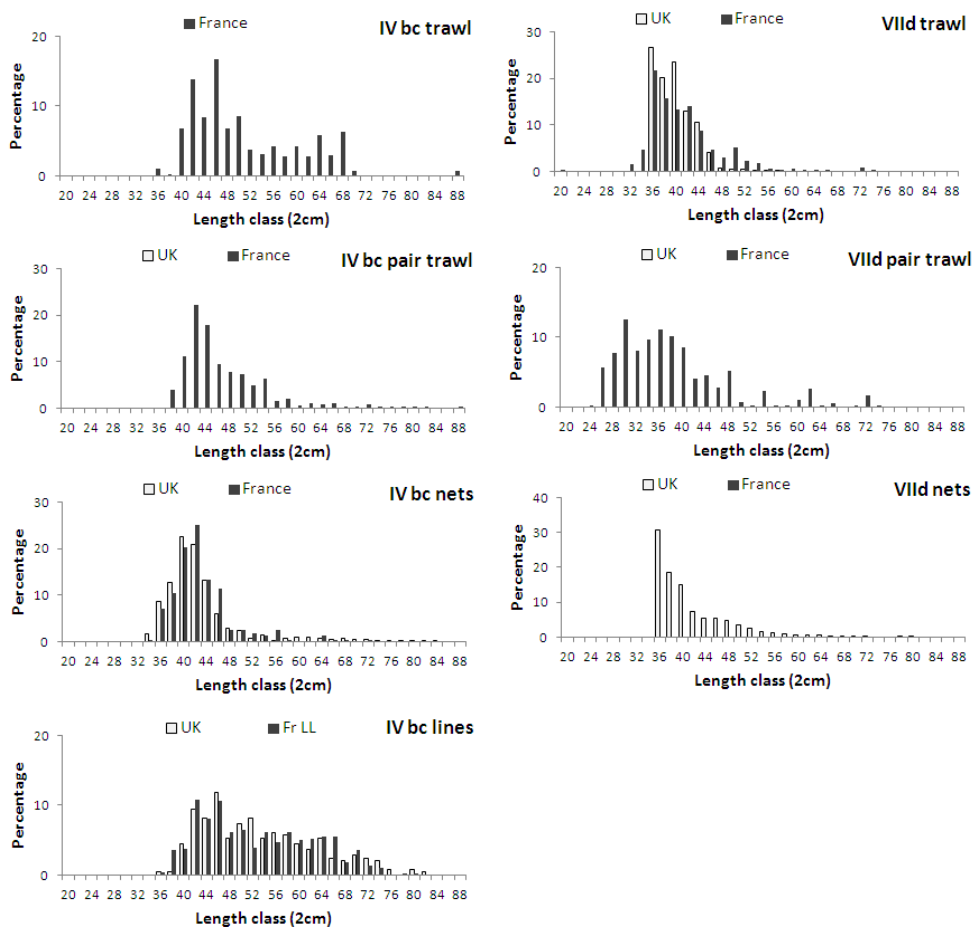 France
IV bc trawl
Percentage
20
10
0
20 24 28 32 36 40 44 48 52 56 60 64 68 72 76 80 84 88
Length class (2cm)
UK France
VIId trawl
Percentage
30
20
10
0
20 24 28 32 36 40 44 48 52 56 60 64 68 72 76 80 84 88
Length class (2cm)
UK France
IV bc pair trawl
Percentage
30
20
10
0
20 24 28 32 36 40 44 48 52 56 60 64 68 72 76 80 84 88
Length class (2cm)
UK France
VIId pair trawl
Percentage
20
10
0
20 24 28 32 36 40 44 48 52 56 60 64 68 72 76 80 84 88
Length class (2cm)
UK France
IV bc nets
Percentage
30
20
10
0
20 24 28 32 36 40 44 48 52 56 60 64 68 72 76 80 84 88
Length class (2cm)
UK France
VIId nets
Percentage
40
30
20
10
0
20 24 28 32 36 40 44 48 52 56 60 64 68 72 76 80 84 88
Length class (2cm)
UK Fr LL
IV bc lines
Percentage
20
10
0
20 24 28 32 36 40 44 48 52 56 60 64 68 72 76 80 84 88
Length class (2cm)